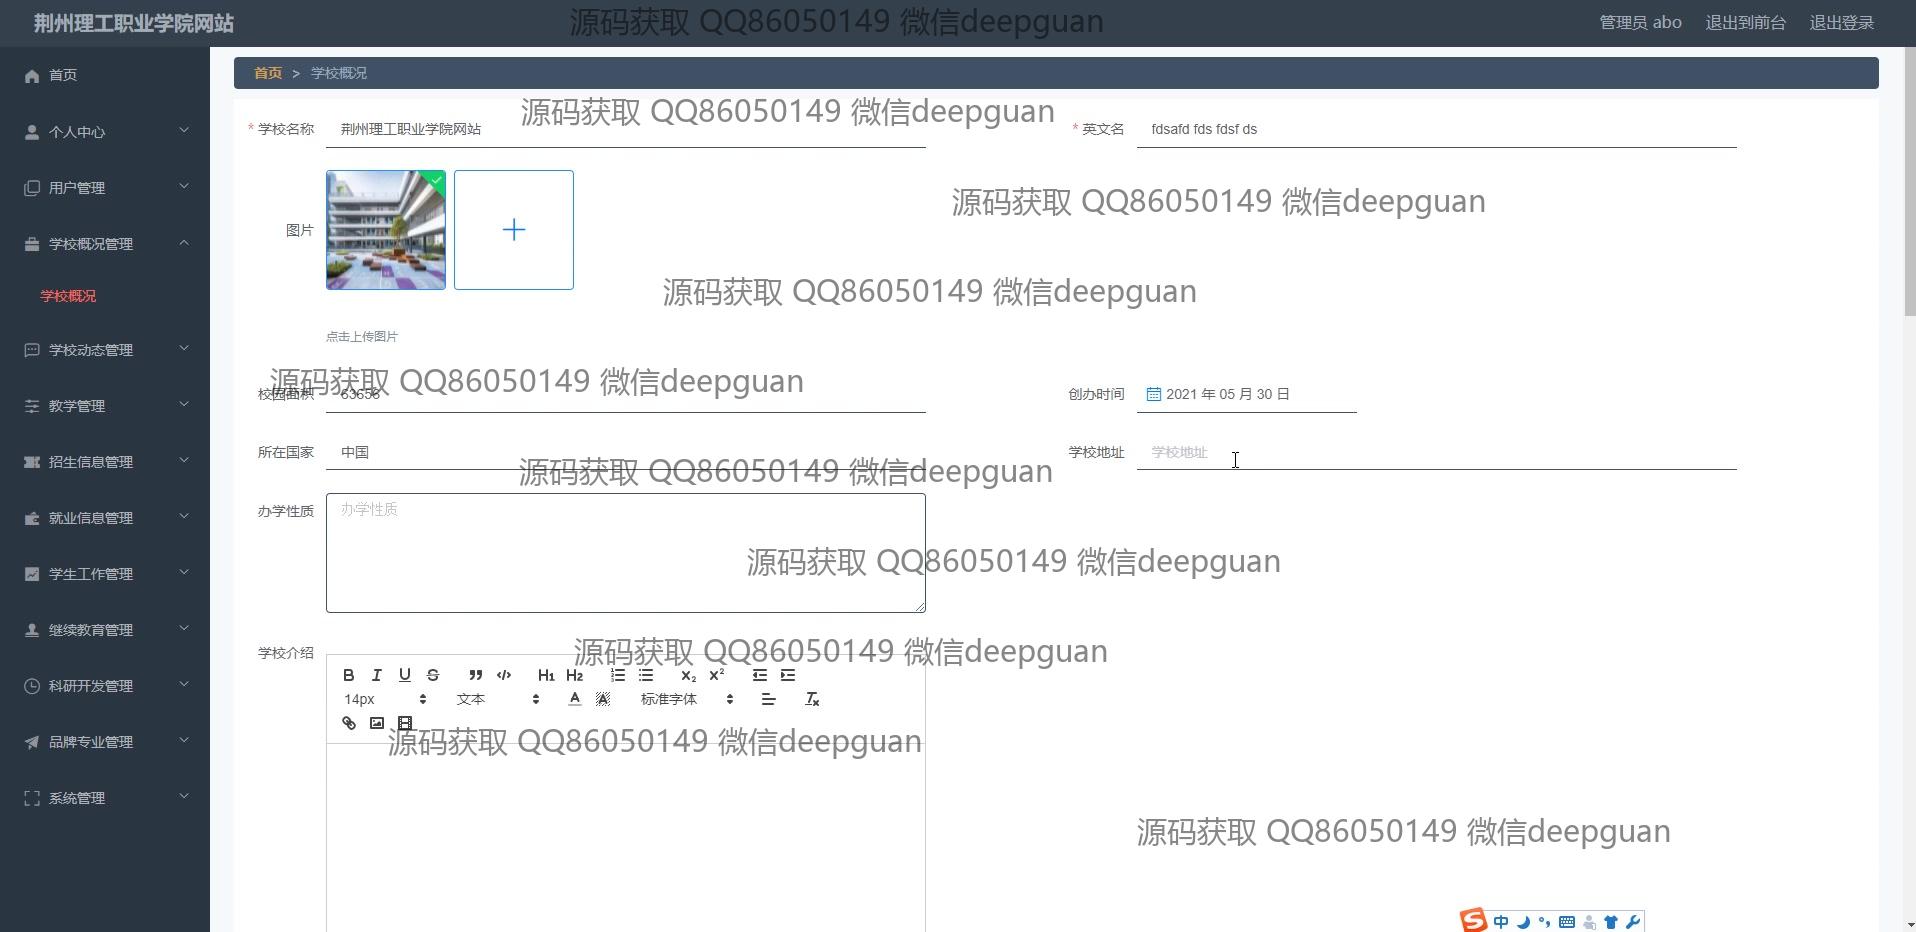 荆州理工职业学院网站
源码获取 QQ86050149 微信deepguan
管理员 abo 退出到前台 退出登录
首页
个人中心
用户管理
学校概况管理
学校概况
学校动态管理
教学管理
招生信息管理
就业信息管理
学生工作管理
继续教育管理
科研开发管理
品牌专业管理
系统管理
首页 > 学校概况
源码获取 QQ86050149 微信deepguan
* 学校名称 荆州理工职业学院网站
* 英文名 fdsafd fds fdsf ds
源码获取 QQ86050149 微信deepguan
图片
源码获取 QQ86050149 微信deepguan
点击上传图片
源码获取 QQ86050149 微信deepguan
校园面积 63656
创办时间 2021 年 05 月 30 日
所在国家 中国
学校地址 学校地址
源码获取 QQ86050149 微信deepguan
办学性质 办学性质
源码获取 QQ86050149 微信deepguan
学校介绍
源码获取 QQ86050149 微信deepguan
B I U S H1 H2 X2 X2
14px 文本 A A 标准字体 Tx
源码获取 QQ86050149 微信deepguan
源码获取 QQ86050149 微信deepguan
S 中